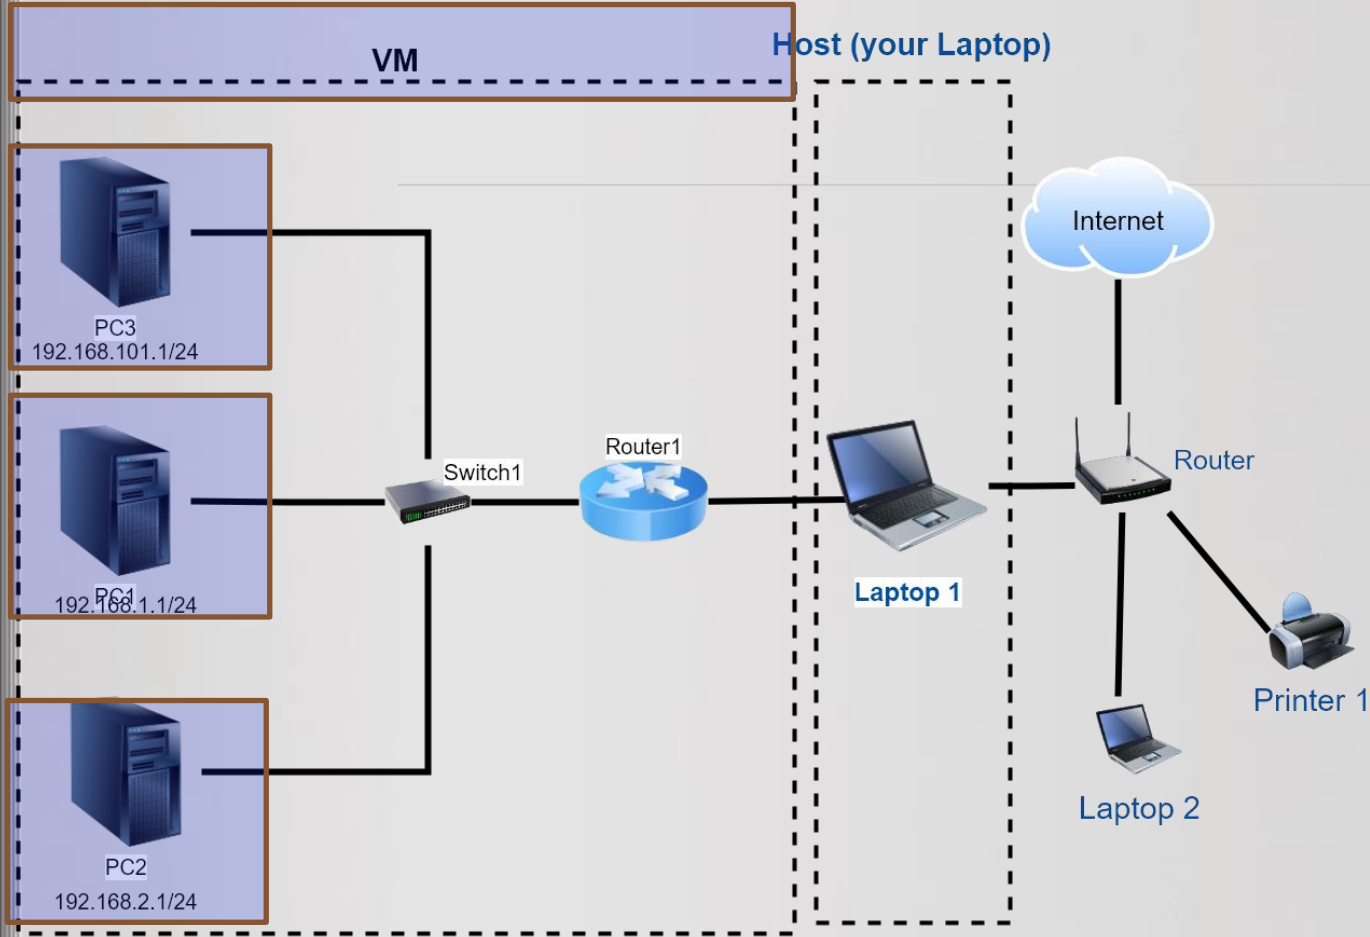 VM
Host (your Laptop)
Internet
PC3
192.168.101.1/24
Router1
Router
Switch1
PC1
192.168.1.1/24
Laptop 1
Printer 1
Laptop 2
PC2
192.168.2.1/24